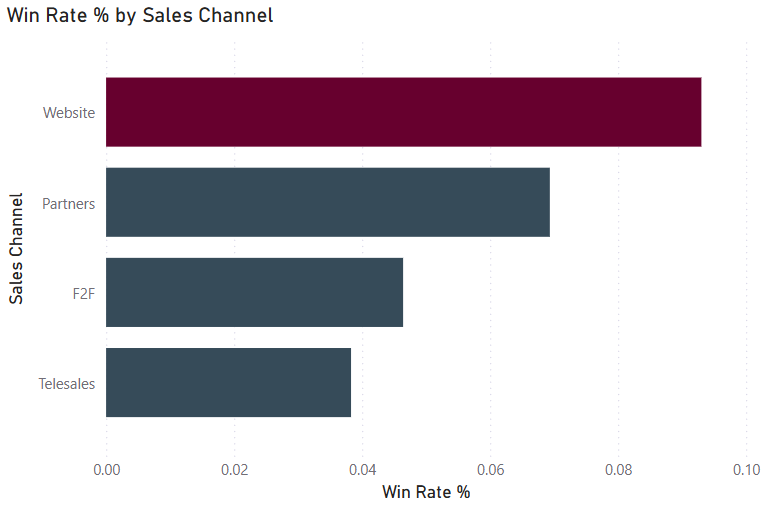 Win Rate % by Sales Channel
Sales Channel
Website
Partners
F2F
Telesales
0.00 0.02 0.04 0.06 0.08 0.10
Win Rate %